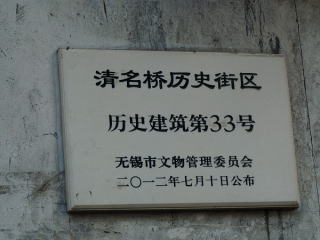 清名桥历史街区
历史建筑第33号
无锡市文物管理委员会
二〇一二年七月十日公布